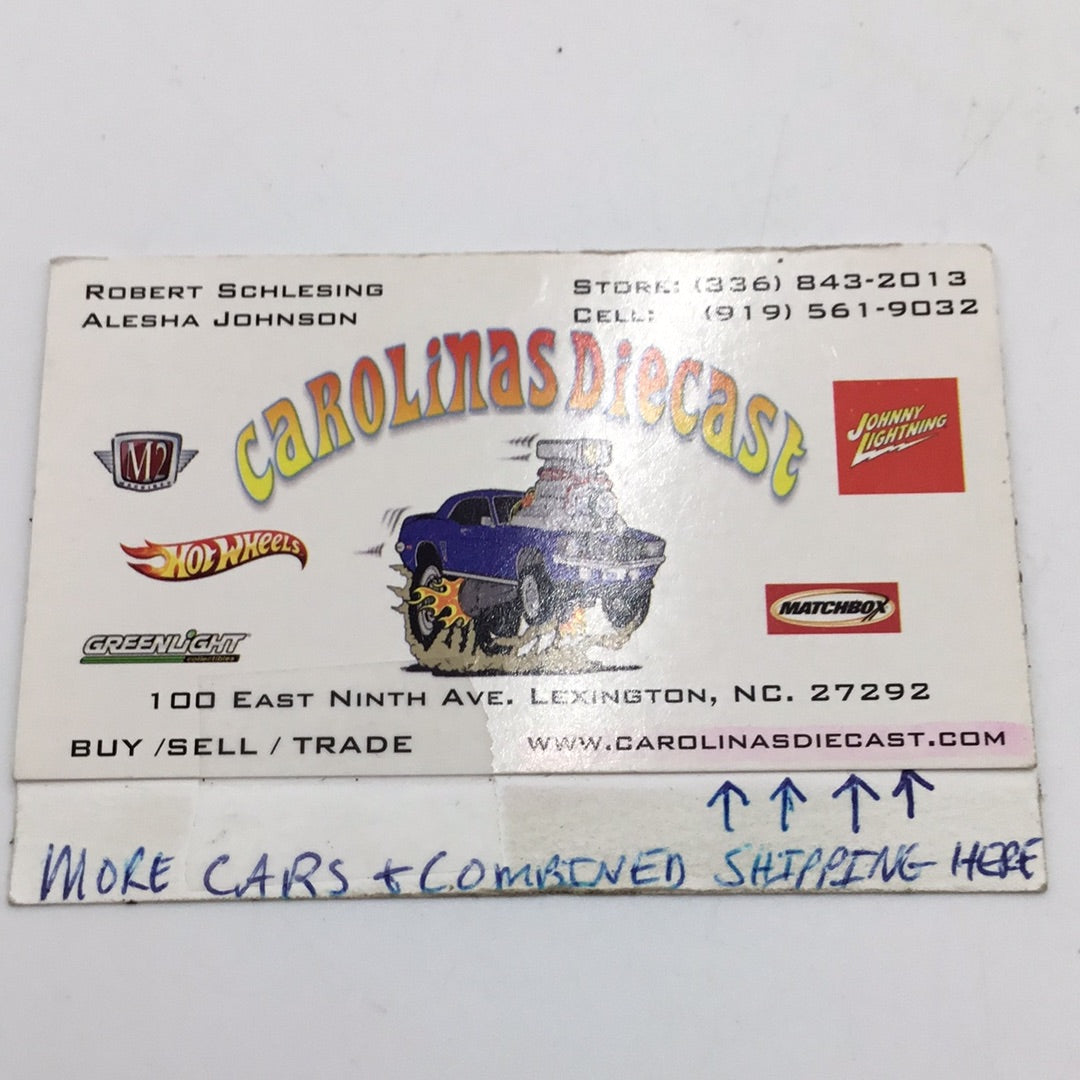 ROBERT SCHLESING
ALESHA JOHNSON
STORE: (336) 843-2013
CELL: (919) 561-9032
CAROLiNAS DiECAST
M2
JOHNNY LIGHTNING
HOT WHEELS
MATCHBOX
GREENLiGHT
collectibles
100 EAST NINTH AVE. LEXINGTON, NC. 27292
BUY /SELL / TRADE
WWW.CAROLINASDIECAST.COM
MORE CARS + COMBINED SHIPPING HERE